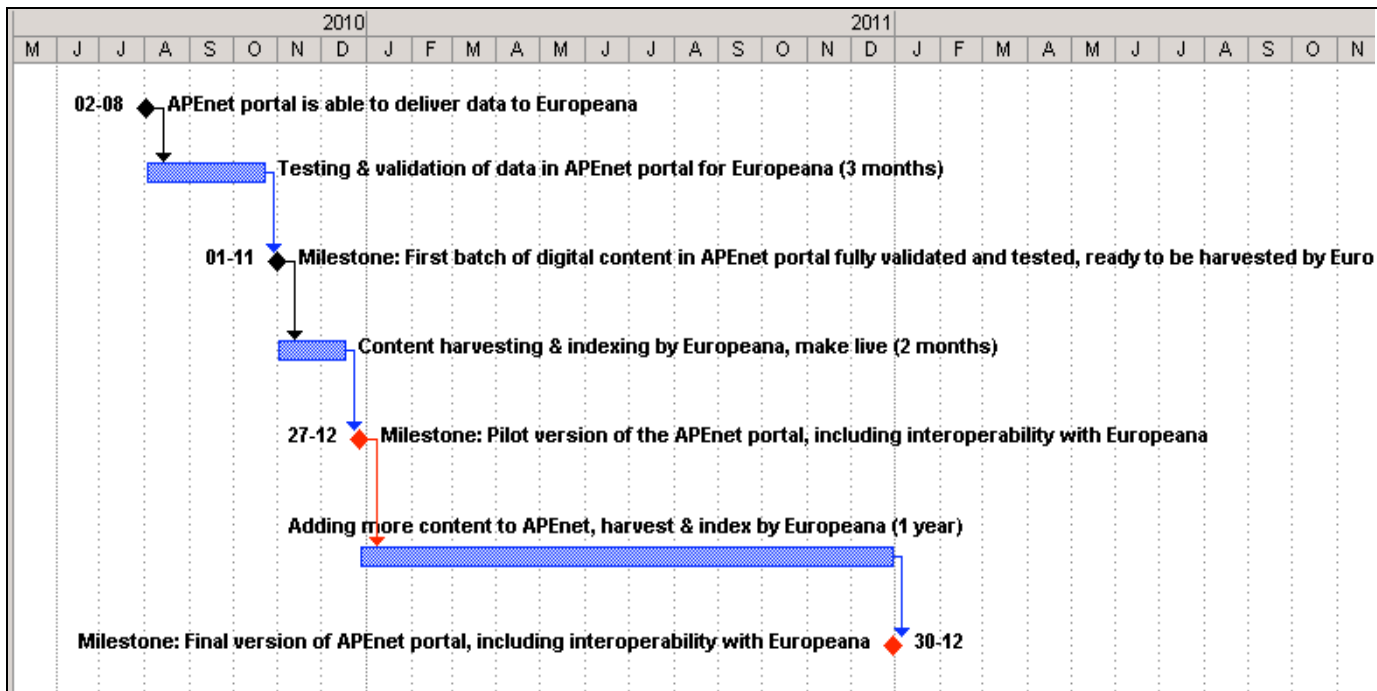 2010 2011
M J J A S O N D J F M A M J J A S O N D J F M A M J J A S O N
02-08 APEnet portal is able to deliver data to Europeana
Testing & validation of data in APEnet portal for Europeana (3 months)
01-11 Milestone: First batch of digital content in APEnet portal fully validated and tested, ready to be harvested by Euro
Content harvesting & indexing by Europeana, make live (2 months)
27-12 Milestone: Pilot version of the APEnet portal, including interoperability with Europeana
Adding more content to APEnet, harvest & index by Europeana (1 year)
Milestone: Final version of APEnet portal, including interoperability with Europeana 30-12